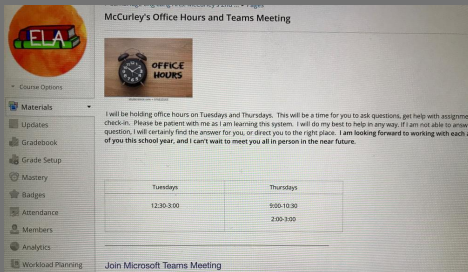 McCurley's Office Hours and Teams Meeting
ELA
OFFICE
HOURS
Course Options
I will be holding office hours on Tuesdays and Thursdays. This will be a time for you to ask questions, get help with assignme
Materials
check-in. Please be patient with me as I am learning this system. I will do my best to help in any way. If I am not able to answ
Updates
question, I will certainly find the answer for you, or direct you to the right place. I am looking forward to working with each a
of you this school year, and I can't wait to meet you all in person in the near future.
Gradebook
Grade Setup
Mastery
Tuesdays
Thursdays
Badges
12:30-3:00
9:00-10:30
Attendance
2:00-3:00
Members
Analytics
Workload Planning
Join Microsoft Teams Meeting